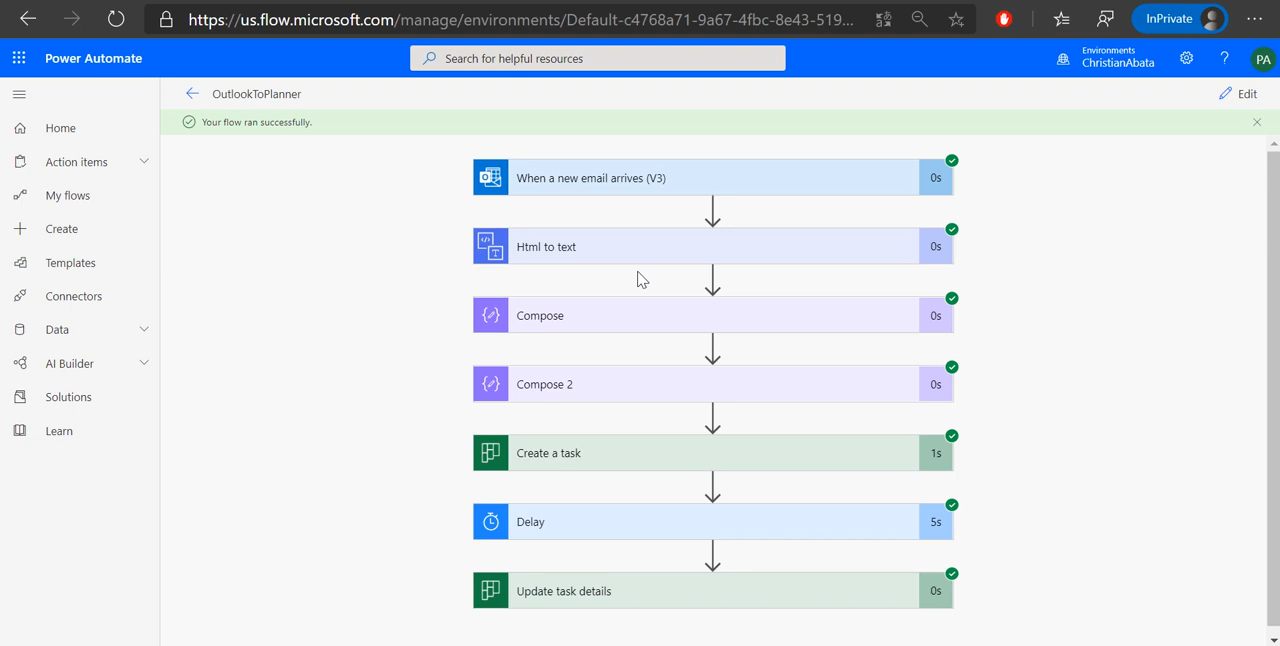 https://us.flow.microsoft.com/manage/environments/Default-c4768a71-9a67-4fbc-8e43-519...
InPrivate
Power Automate
Search for helpful resources
Environments
ChristianAbata
?
PA
OutlookToPlanner
Edit
Your flow ran successfully.
Home
Action items
My flows
Create
Templates
Connectors
Data
AI Builder
Solutions
Learn
When a new email arrives (V3) 0s
Html to text 0s
Compose 0s
Compose 2 0s
Create a task 1s
Delay 5s
Update task details 0s